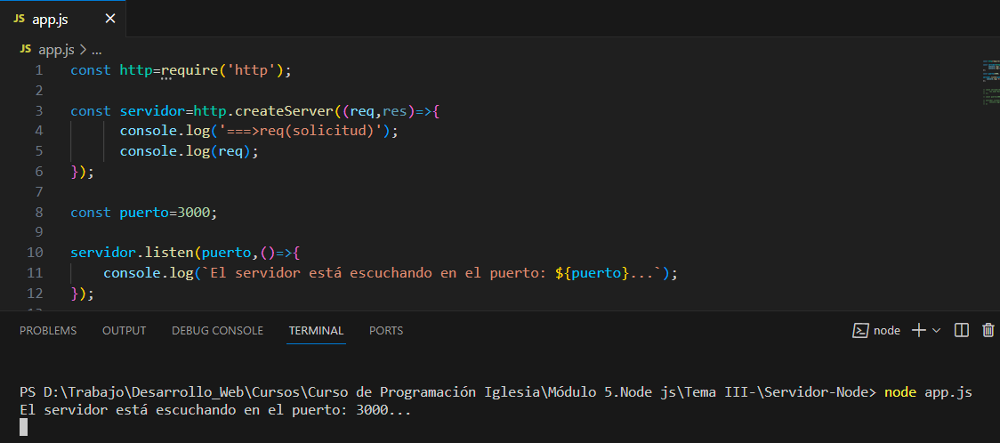 JS app.js ×
JS app.js > ...
1 const http=require('http');
2
3 const servidor=http.createServer((req,res)=>{
4 console.log('===>req(solicitud)');
5 console.log(req);
6 });
7
8 const puerto=3000;
9
10 servidor.listen(puerto,()=>{
11 console.log(`El servidor está escuchando en el puerto: ${puerto}...`);
12 });
PROBLEMS OUTPUT DEBUG CONSOLE TERMINAL PORTS node
PS D:\Trabajo\Desarrollo_Web\Cursos\Curso de Programación Iglesia\Módulo 5.Node js\Tema III-\Servidor-Node> node app.js
El servidor está escuchando en el puerto: 3000...